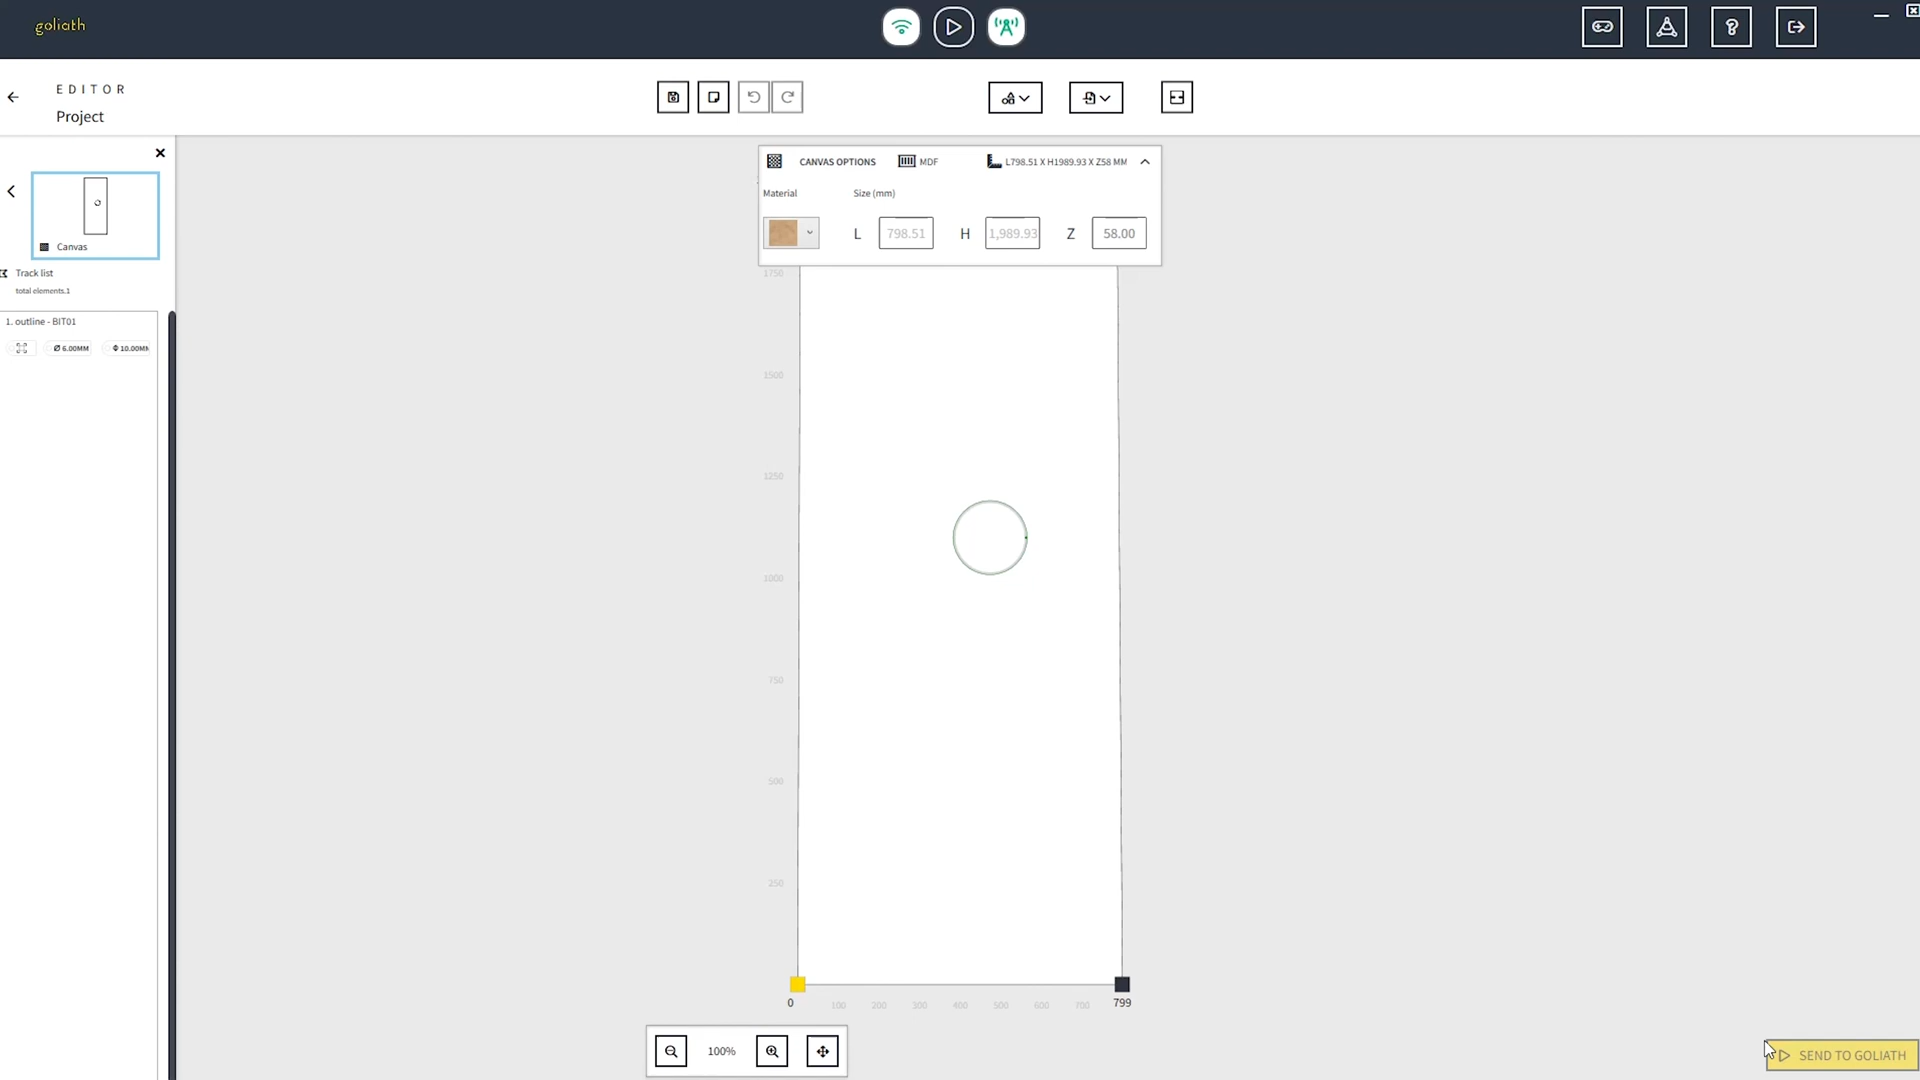 goliath
EDITOR
Project
CANVAS OPTIONS MDF L798.51 X H1989.93 X Z58 MM
Material Size (mm)
L 798.51 H 1,989.93 Z 58.00
Canvas
Track list
total elements.1
1. outline - BIT01
Ø 6.00MM 10.00MM
1750
1500
1250
1000
750
500
250
0 100 200 300 400 500 600 700 799
100%
SEND TO GOLIATH